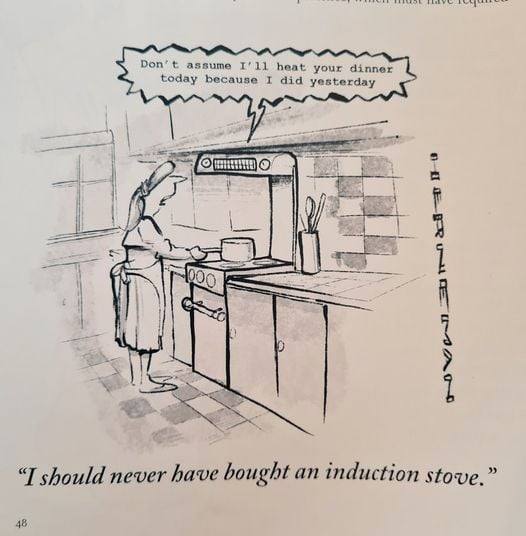 Don't assume I'll heat your dinner
today because I did yesterday
"I should never have bought an induction stove."
48